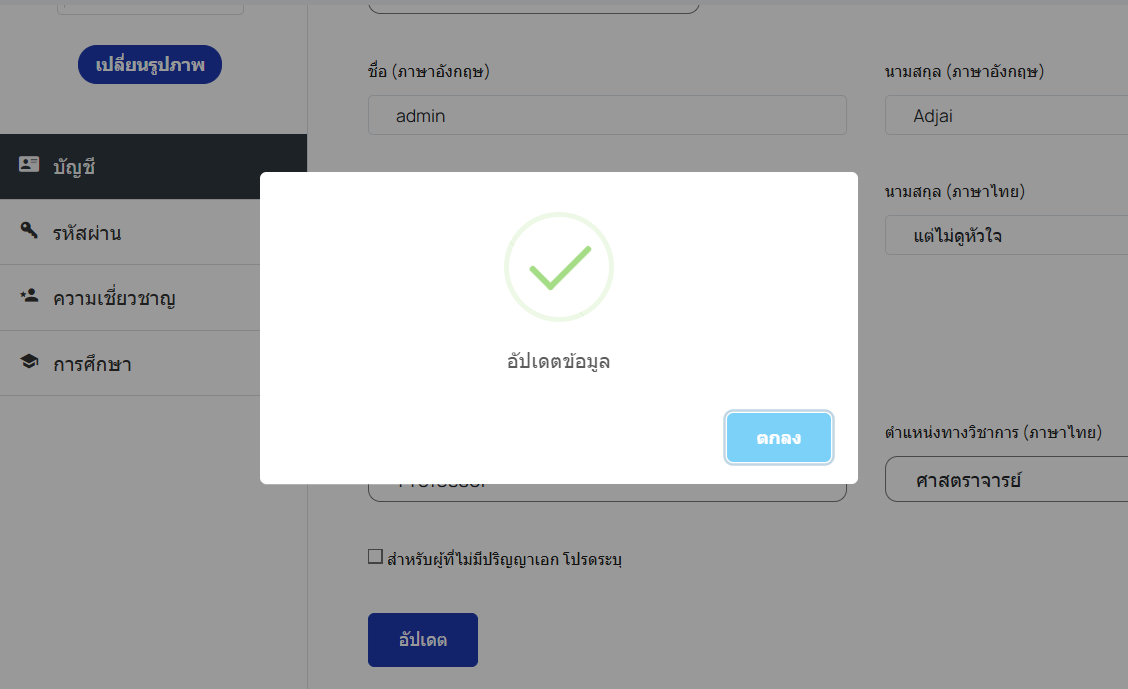 เปลี่ยนรูปภาพ
บัญชี
รหัสผ่าน
ความเชี่ยวชาญ
การศึกษา
ชื่อ (ภาษาอังกฤษ)
admin
นามสกุล (ภาษาอังกฤษ)
Adjai
นามสกุล (ภาษาไทย)
แต่ไม่ดูหัวใจ
อัปเดตข้อมูล
ตกลง
ตำแหน่งทางวิชาการ (ภาษาไทย)
ศาสตราจารย์
สำหรับผู้ที่ไม่มีปริญญาเอก โปรดระบุ
อัปเดต